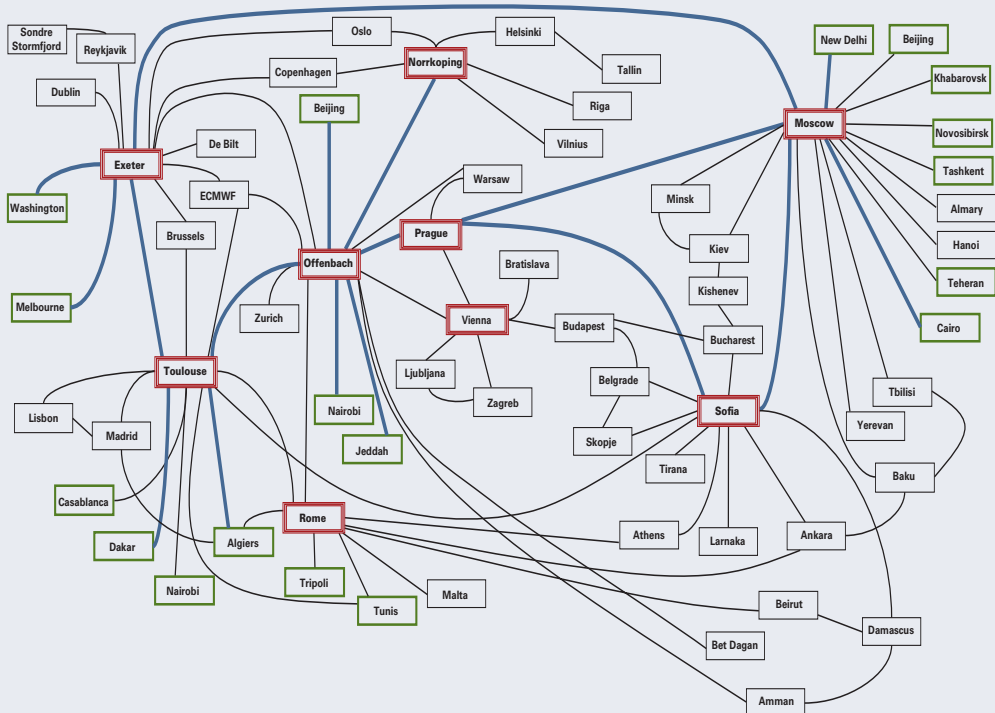 Sondre
Stormfjord
Reykjavik
Oslo
Helsinki
New Delhi
Beijing
Norrkoping
Tallin
Copenhagen
Khabarovsk
Dublin
Beijing
Riga
Moscow
Novosibirsk
De Bilt
Vilnius
Exeter
Tashkent
Warsaw
ECMWF
Minsk
Almary
Washington
Brussels
Prague
Kiev
Hanoi
Offenbach
Bratislava
Kishenev
Teheran
Melbourne
Zurich
Vienna
Budapest
Bucharest
Cairo
Toulouse
Ljubljana
Belgrade
Zagreb
Tbilisi
Lisbon
Nairobi
Sofia
Madrid
Skopje
Yerevan
Jeddah
Tirana
Baku
Casablanca
Rome
Dakar
Algiers
Athens
Larnaka
Ankara
Nairobi
Tripoli
Malta
Tunis
Beirut
Damascus
Bet Dagan
Amman